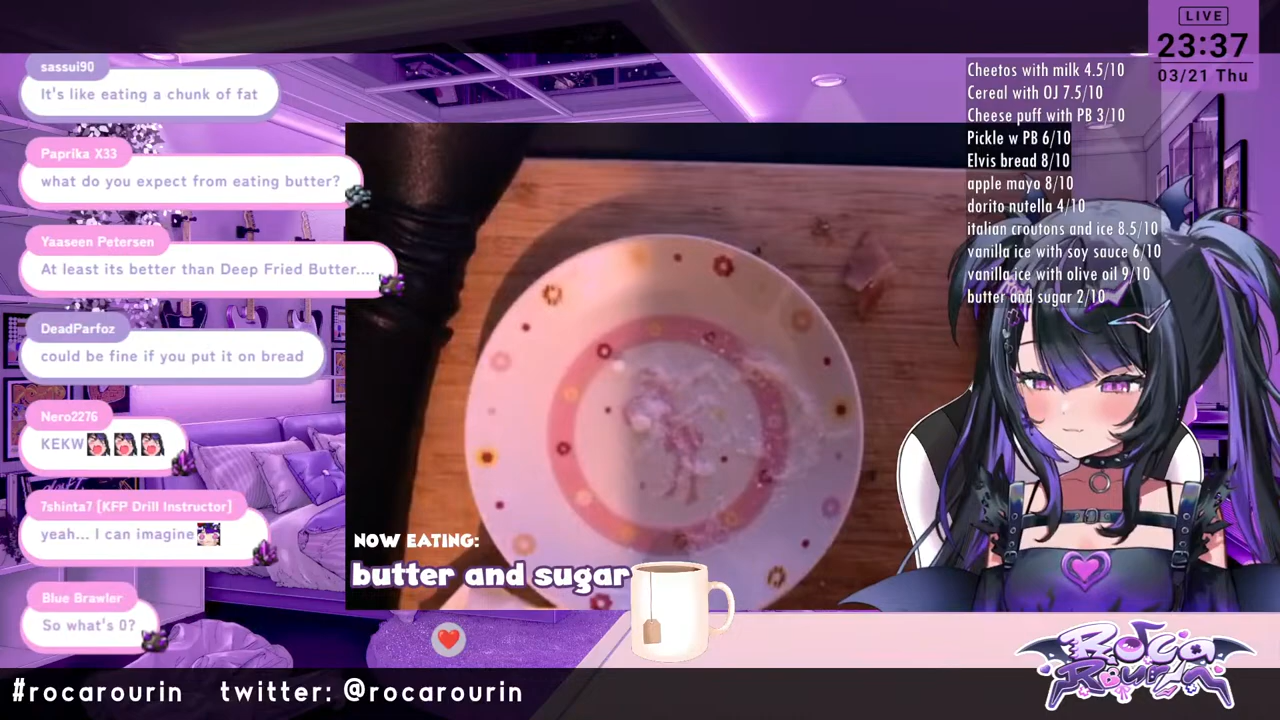 sassui90
It's like eating a chunk of fat
Paprika X33
what do you expect from eating butter?
Yaaseen Petersen
At least its better than Deep Fried Butter....
DeadParfoz
could be fine if you put it on bread
Nero2276
KEKW
7shinta7 [KFP Drill Instructor]
yeah... I can imagine
Blue Brawler
So what's 0?
NOW EATING:
butter and sugar
LIVE
23:37
03/21 Thu
Cheetos with milk 4.5/10
Cereal with OJ 7.5/10
Cheese puff with PB 3/10
Pickle w PB 6/10
Elvis bread 8/10
apple mayo 8/10
dorito nutella 4/10
italian croutons and ice 8.5/10
vanilla ice with soy sauce 6/10
vanilla ice with olive oil 9/10
butter and sugar 2/10
Roca
Rourin
#rocarourin twitter: @rocarourin